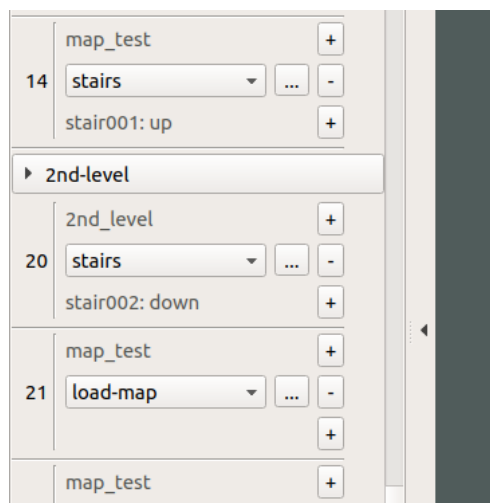 map_test
+
14 stairs ... -
stair001: up
+
2nd-level
2nd_level
+
20 stairs ... -
stair002: down
+
map_test
+
21 load-map ... -
+
map_test
+